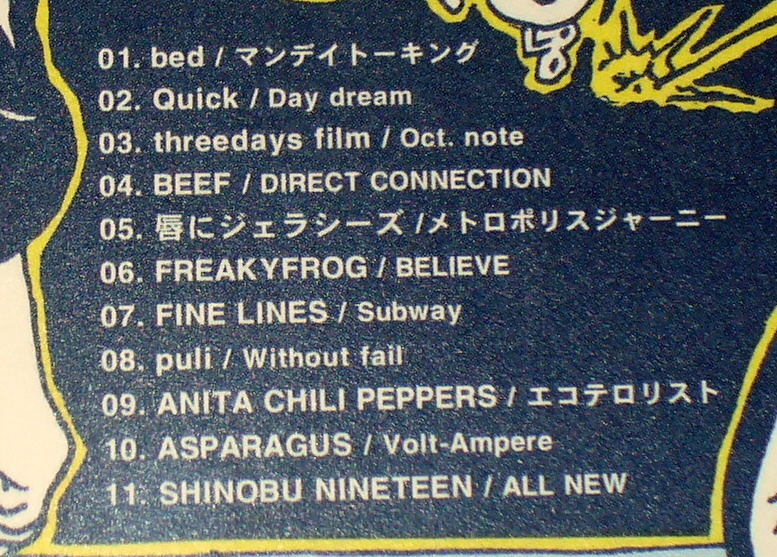 01. bed / マンデイトーキング
02. Quick / Day dream
03. threedays film / Oct. note
04. BEEF / DIRECT CONNECTION
05. 唇にジェラシーズ /メトロポリスジャーニー
06. FREAKYFROG / BELIEVE
07. FINE LINES / Subway
08. puli / Without fail
09. ANITA CHILI PEPPERS / エコテロリスト
10. ASPARAGUS / Volt-Ampere
11. SHINOBU NINETEEN / ALL NEW